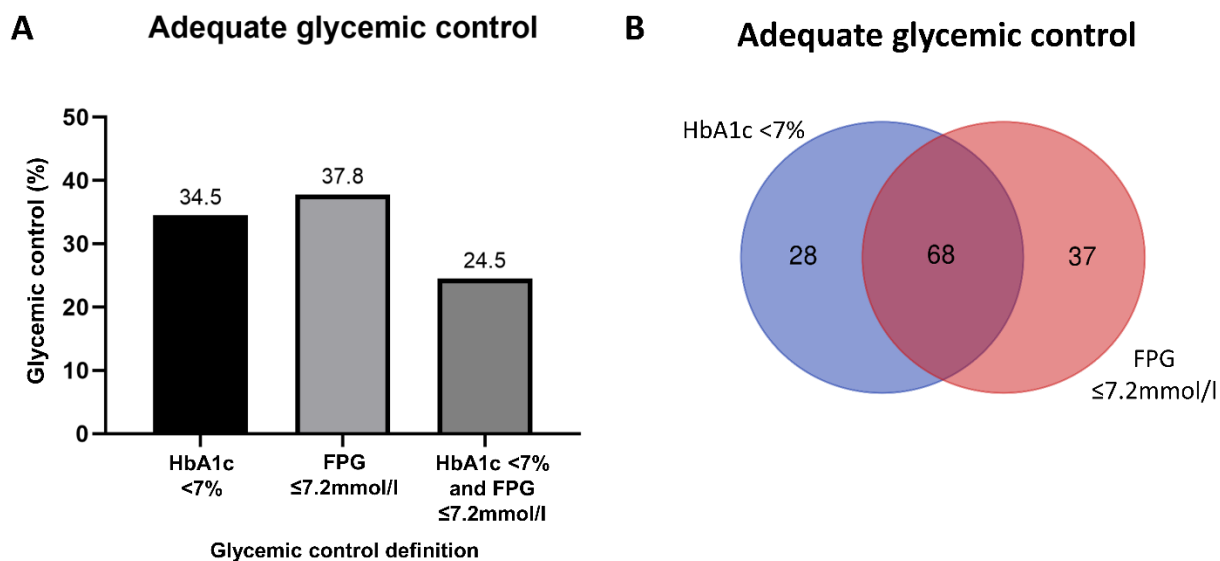 A
Adequate glycemic control
Glycemic control (%)
50
40
30
20
10
0
34.5
37.8
24.5
HbA1c
<7%
FPG
≤7.2mmol/l
HbA1c <7%
and FPG
≤7.2mmol/l
Glycemic control definition
B
Adequate glycemic control
HbA1c <7%
28
68
37
FPG
≤7.2mmol/l